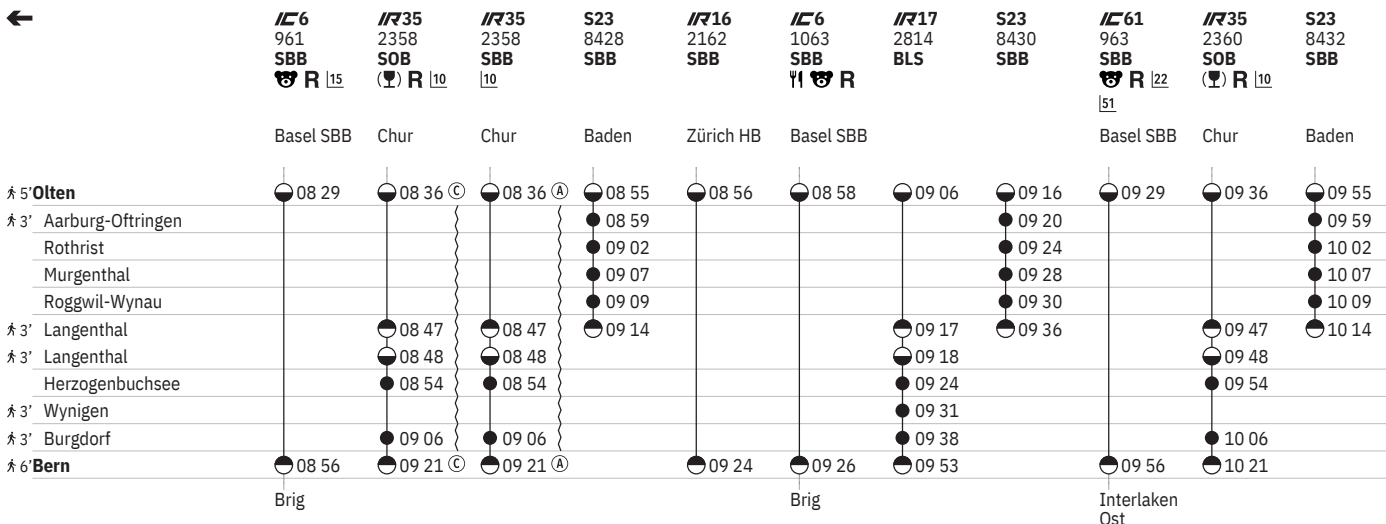 IC6 IR35 IR35 S23 IR16 IC6 IR17 S23 IC61 IR35 S23
961 2358 2358 8428 2162 1063 2814 8430 963 2360 8432
SBB SOB SBB SBB SBB SBB BLS SBB SBB SOB SBB
R 15 ( ) R 10 10 R R 22 ( ) R 10
51
Basel SBB Chur Chur Baden Zürich HB Basel SBB Basel SBB Chur Baden
5' Olten 08 29 08 36 C 08 36 A 08 55 08 56 08 58 09 06 09 16 09 29 09 36 09 55
3' Aarburg-Oftringen 08 59 09 20 09 59
Rothrist 09 02 09 24 10 02
Murgenthal 09 07 09 28 10 07
Roggwil-Wynau 09 09 09 30 10 09
3' Langenthal 08 47 08 47 09 14 09 17 09 36 09 47 10 14
3' Langenthal 08 48 08 48 09 18 09 48
Herzogenbuchsee 08 54 08 54 09 24 09 54
3' Wynigen 09 31
3' Burgdorf 09 06 09 06 09 38 10 06
6' Bern 08 56 09 21 C 09 21 A 09 24 09 26 09 53 09 56 10 21
Brig Brig Interlaken
Ost